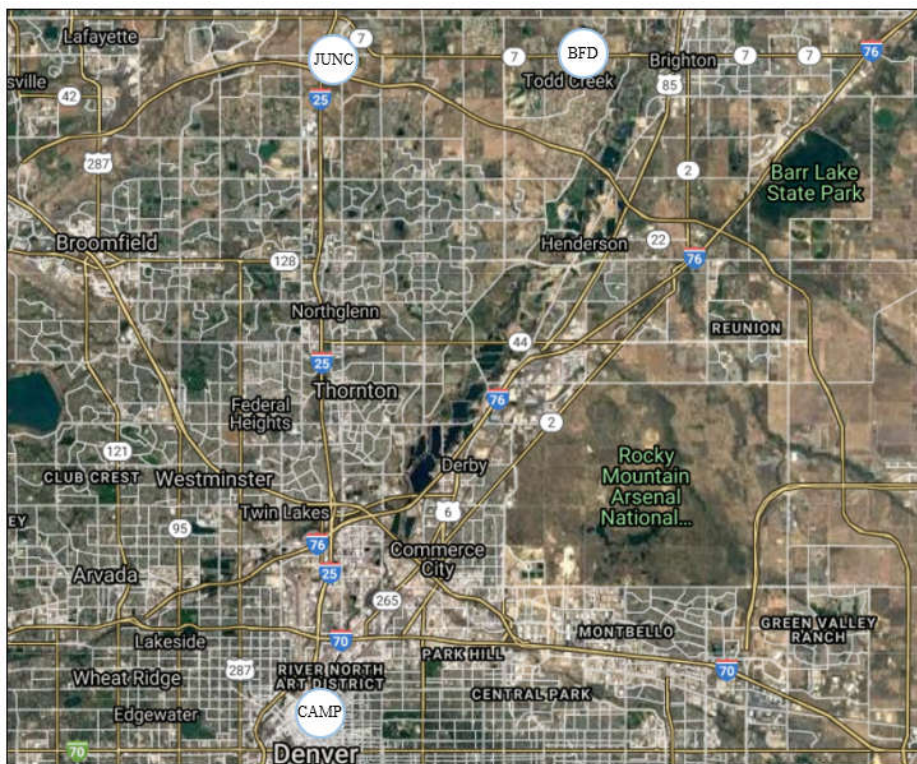 Lafayette
7
JUNC
BFD
7
Brighton
7
7
76
sville
Todd Creek
42
25
85
287
2
Barr Lake
State Park
Broomfield
Henderson
22
128
76
Northglenn
REUNION
44
25
Thornton
76
Federal
Heights
2
121
Derby
Rocky
Mountain
Arsenal
National...
CLUB CREST
Westminster
Twin Lakes
6
EY
95
76
Commerce
City
25
Arvada
265
Lakeside
70
MONTBELLO
GREEN VALLEY
RANCH
PARK HILL
287
RIVER NORTH
ART DISTRICT
70
Wheat Ridge
CENTRAL PARK
Edgewater
CAMP
70
Denver